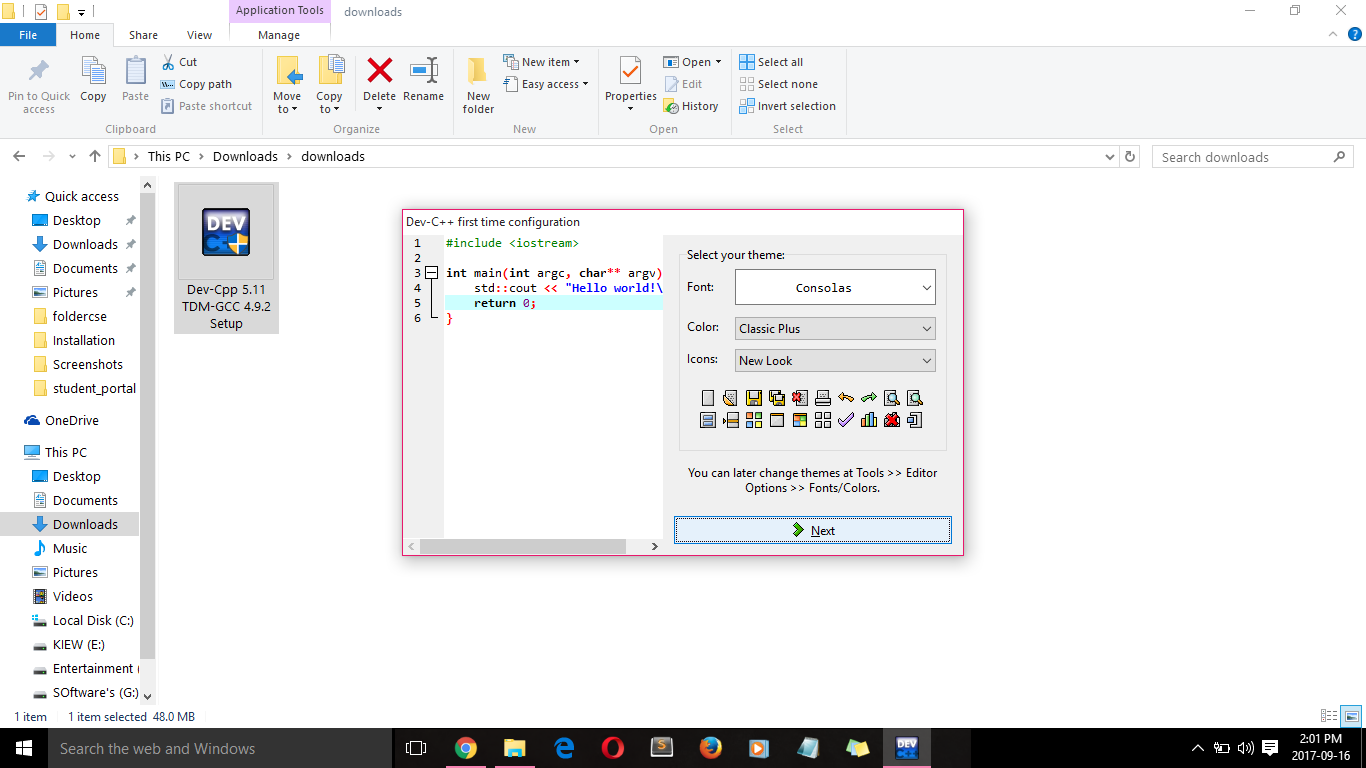 Application Tools
downloads
File
Home
Share
View
Manage
Pin to Quick access
Copy
Paste
Cut
Copy path
Paste shortcut
Clipboard
Move to
Copy to
Delete
Rename
Organize
New folder
New item
Easy access
New
Properties
Open
Edit
History
Open
Select all
Select none
Invert selection
Select
This PC
Downloads
downloads
Search downloads
Quick access
Desktop
Downloads
Documents
Pictures
foldercse
Installation
Screenshots
student_portal
OneDrive
This PC
Desktop
Documents
Downloads
Music
Pictures
Videos
Local Disk (C:)
KIEW (E:)
Entertainment (
SOftware's (G:)
DEV
C++
Dev-Cpp 5.11
TDM-GCC 4.9.2
Setup
Dev-C++ first time configuration
1 #include <iostream>
2
3 int main(int argc, char** argv)
4 std::cout << "Hello world!\
5 return 0;
6 }
Select your theme:
Font:
Consolas
Color:
Classic Plus
Icons:
New Look
You can later change themes at Tools >> Editor
Options >> Fonts/Colors.
Next
1 item
1 item selected 48.0 MB
Search the web and Windows
DEV
C++
2:01 PM
2017-09-16